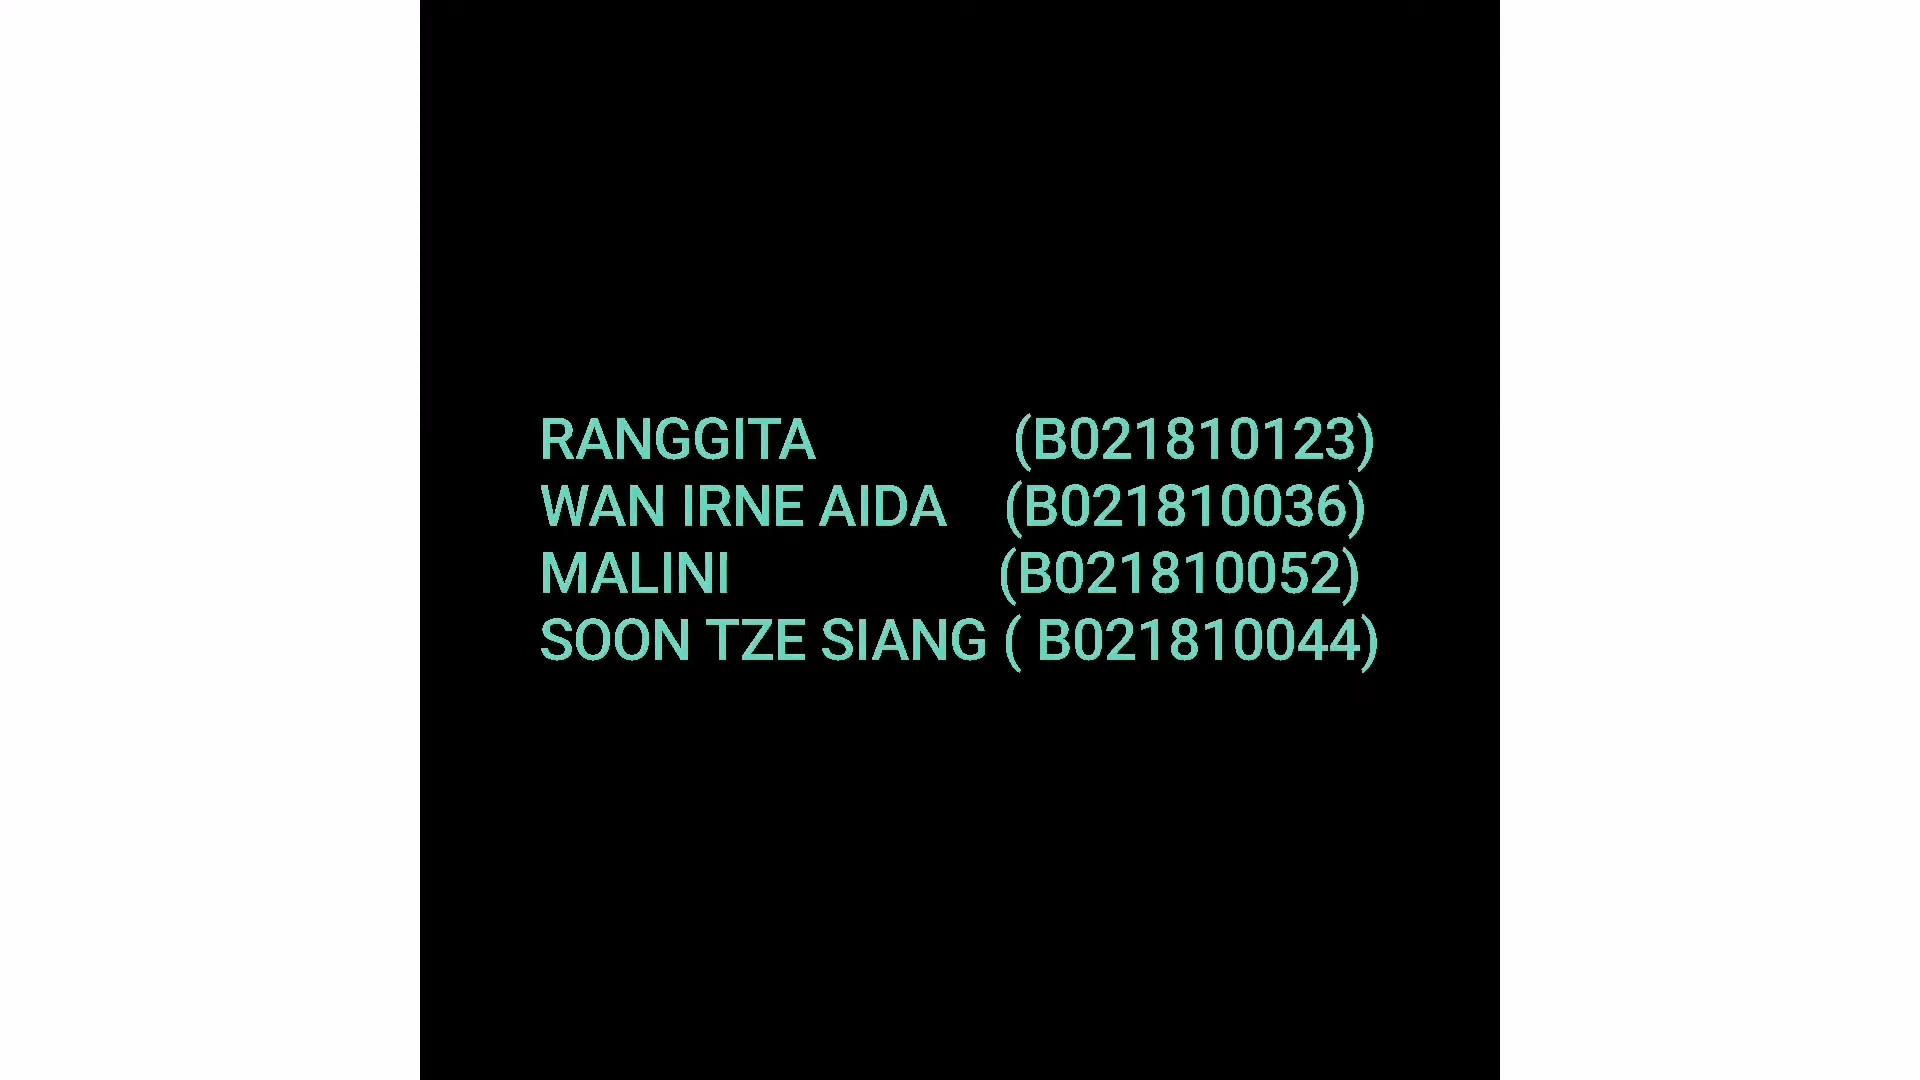 RANGGITA (B021810123)
WAN IRNE AIDA (B021810036)
MALINI (B021810052)
SOON TZE SIANG ( B021810044)